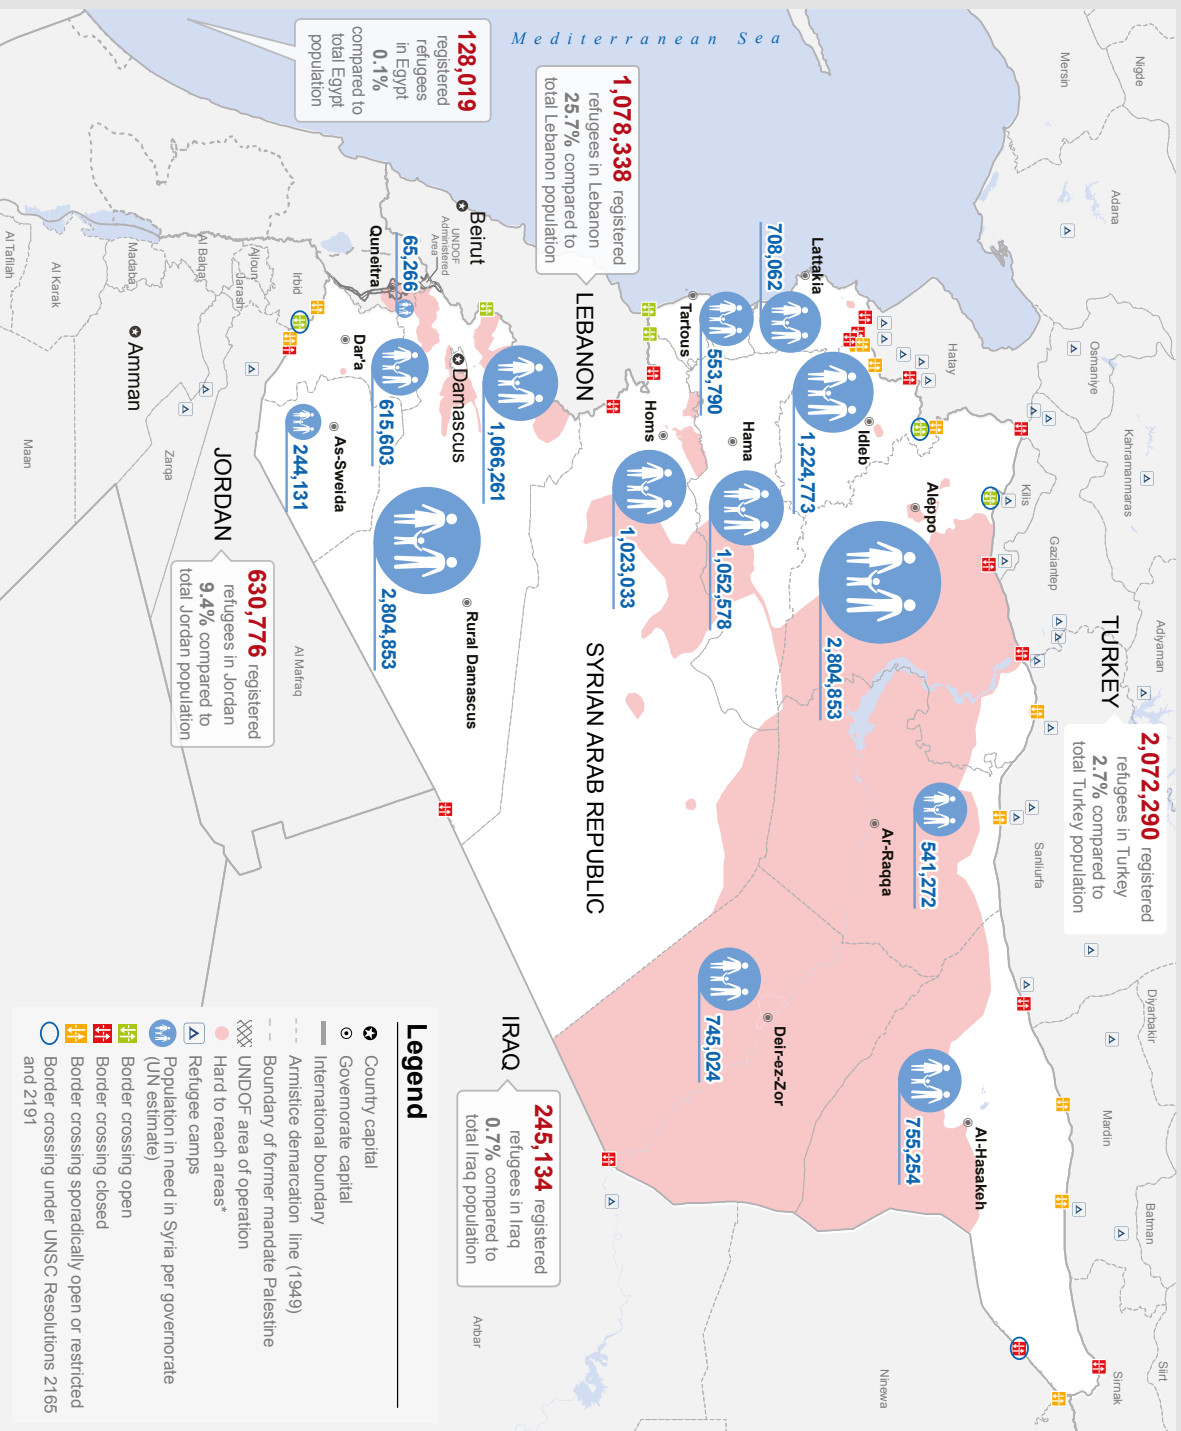 Mediterranean Sea
128,019
registered
refugees
in Egypt
0.1%
compared to
total Egypt
population
1,078,338 registered
refugees in Lebanon
25.7% compared to
total Lebanon population
2,072,290 registered
refugees in Turkey
2.7% compared to
total Turkey population
630,776 registered
refugees in Jordan
9.4% compared to
total Jordan population
245,134 registered
refugees in Iraq
0.7% compared to
total Iraq population
TURKEY
Nigde
Mersin
Adana
Osmaniye
Hatay
Kahramanmaras
Kilis
Gaziantep
Adiyaman
Sanliurfa
Diyarbakir
Mardin
Batman
Siirt
Sirnak
SYRIAN ARAB REPUBLIC
Lattakia
708,062
Tartous
553,790
Idleb
1,224,773
Aleppo
2,804,853
Hama
1,052,578
Homs
1,023,033
Ar-Raqqa
541,272
Al-Hasakeh
755,254
Deir-ez-Zor
745,024
Damascus
1,066,261
Rural Damascus
2,804,853
Quneitra
65,266
UNDOF
Administered
Area
Dar'a
615,603
As-Sweida
244,131
LEBANON
Beirut
JORDAN
Amman
Irbid
Ajloun
Jarash
Al Balqa
Madaba
Al Karak
Al Tafilah
Zarqa
Maan
Al Mafraq
IRAQ
Anbar
Ninewa
Legend
Country capital
Governorate capital
International boundary
Armistice demarcation line (1949)
Boundary of former mandate Palestine
UNDOF area of operation
Hard to reach areas*
Refugee camps
Population in need in Syria per governorate
(UN estimate)
Border crossing open
Border crossing closed
Border crossing sporadically open or restricted
Border crossing under UNSC Resolutions 2165
and 2191